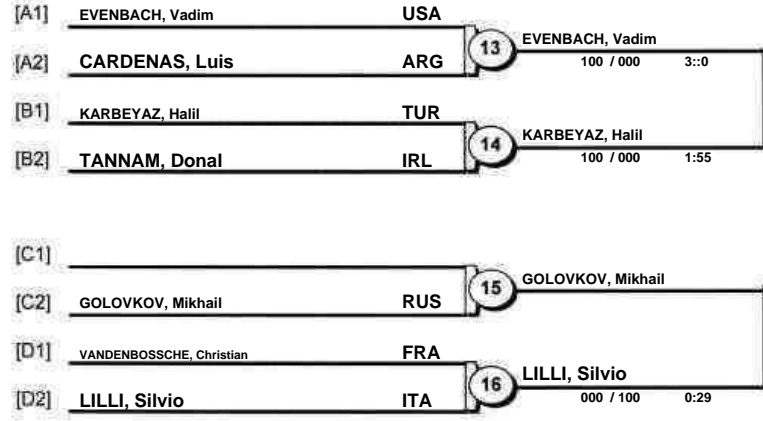 [A1] EVENBACH, Vadim USA
13 EVENBACH, Vadim
[A2] CARDENAS, Luis ARG
100 / 000 3::0
[B1] KARBEYAZ, Halil TUR
14 KARBEYAZ, Halil
[B2] TANNAM, Donal IRL
100 / 000 1:55
[C1]
15 GOLOVKOV, Mikhail
[C2] GOLOVKOV, Mikhail RUS
[D1] VANDENBOSSCHE, Christian FRA
16 LILLI, Silvio
[D2] LILLI, Silvio ITA
000 / 100 0:29